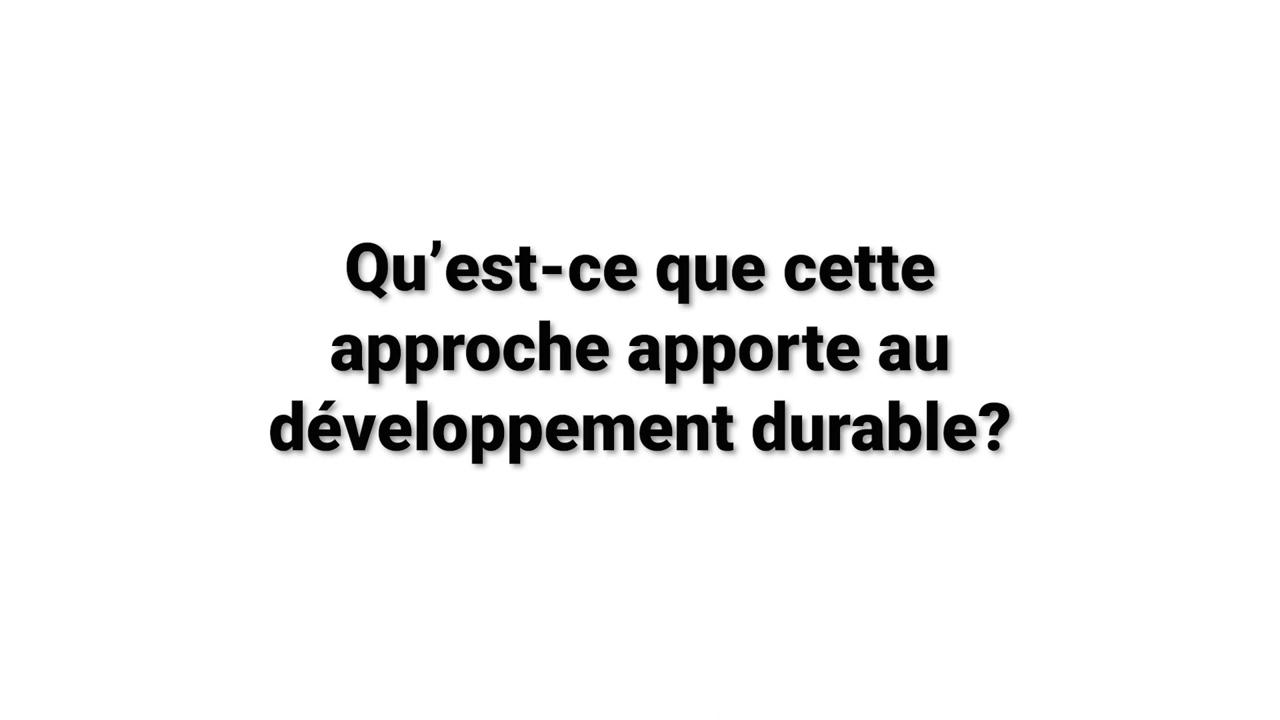 Qu’est-ce que cette
approche apporte au
développement durable?